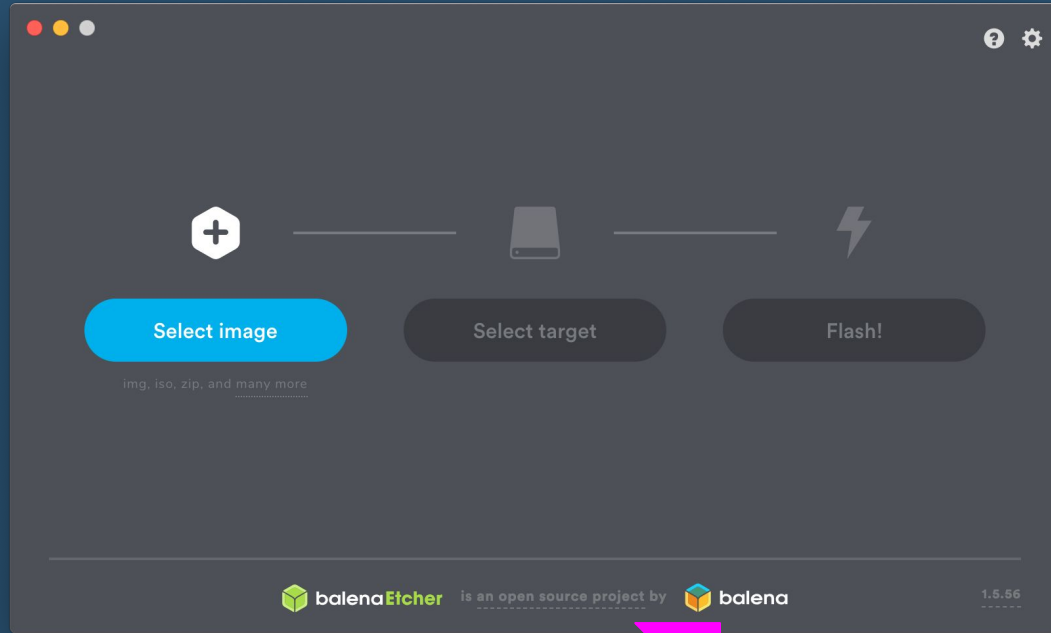 Select image
Select target
Flash!
img, iso, zip, and many more
balenaEtcher is an open source project by balena
1.5.56